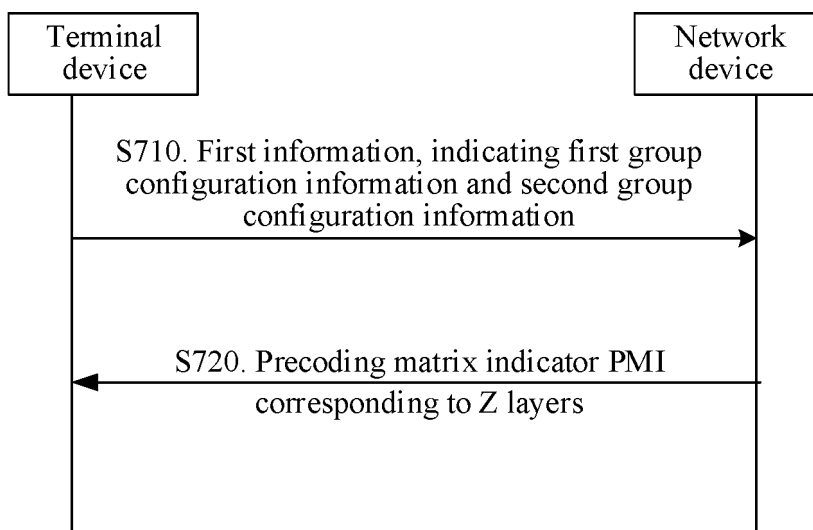 Terminal
device
Network
device
S710. First information, indicating first group
configuration information and second group
configuration information
S720. Precoding matrix indicator PMI
corresponding to Z layers